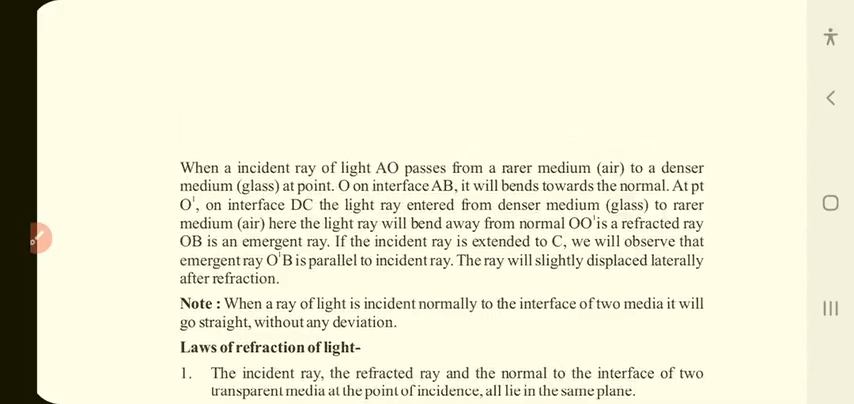 When a incident ray of light AO passes from a rarer medium (air) to a denser
medium (glass) at point. O on interface AB, it will bends towards the normal. At pt
O', on interface DC the light ray entered from denser medium (glass) to rarer
medium (air) here the light ray will bend away from normal OO'is a refracted ray
OB is an emergent ray. If the incident ray is extended to C, we will observe that
emergent ray O'B is parallel to incident ray. The ray will slightly displaced laterally
after refraction.
Note : When a ray of light is incident normally to the interface of two media it will
go straight, without any deviation.
Laws of refraction of light-
1. The incident ray, the refracted ray and the normal to the interface of two
transparent media at the point of incidence, all lie in the same plane.